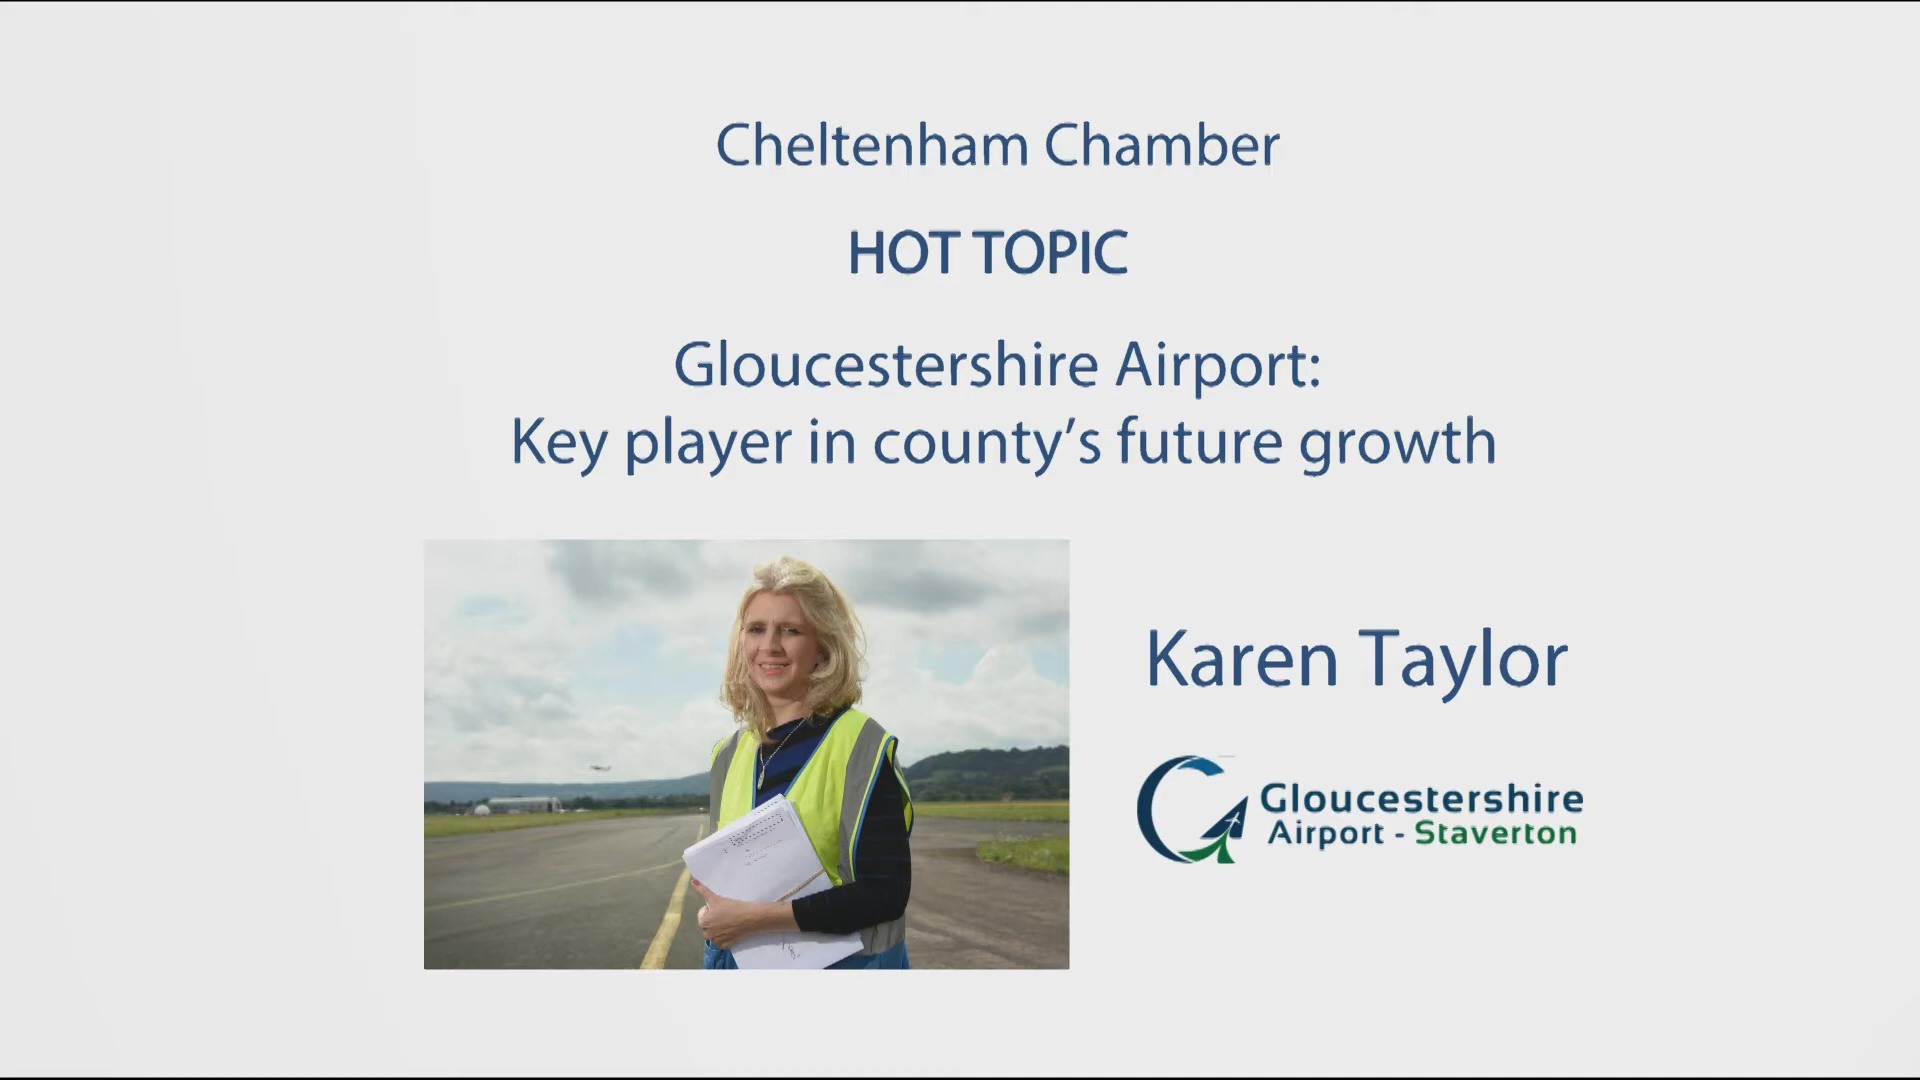 Cheltenham Chamber
HOT TOPIC
Gloucestershire Airport:
Key player in county’s future growth
Karen Taylor
Gloucestershire
Airport - Staverton